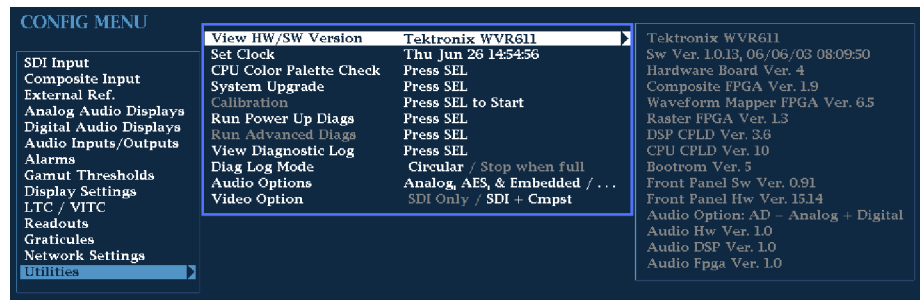 CONFIG MENU
SDI Input
Composite Input
External Ref.
Analog Audio Displays
Digital Audio Displays
Audio Inputs/Outputs
Alarms
Gamut Thresholds
Display Settings
LTC / VITC
Readouts
Graticules
Network Settings
Utilities
View HW/SW Version Tektronix WVR611
Set Clock Thu Jun 26 14:54:56
CPU Color Palette Check Press SEL
System Upgrade Press SEL
Calibration Press SEL to Start
Run Power Up Diags Press SEL
Run Advanced Diags Press SEL
View Diagnostic Log Press SEL
Diag Log Mode Circular / Stop when full
Audio Options Analog, AES, & Embedded / ...
Video Option SDI Only / SDI + Cmpst
Tektronix WVR611
Sw Ver. 1.0.13, 06/06/03 08:09:50
Hardware Board Ver. 4
Composite FPGA Ver. 1.9
Waveform Mapper FPGA Ver. 6.5
Raster FPGA Ver. 1.3
DSP CPLD Ver. 3.6
CPU CPLD Ver. 10
Bootrom Ver. 5
Front Panel Sw Ver. 0.91
Front Panel Hw Ver. 15.14
Audio Option: AD - Analog + Digital
Audio Hw Ver. 1.0
Audio DSP Ver. 1.0
Audio Fpga Ver. 1.0